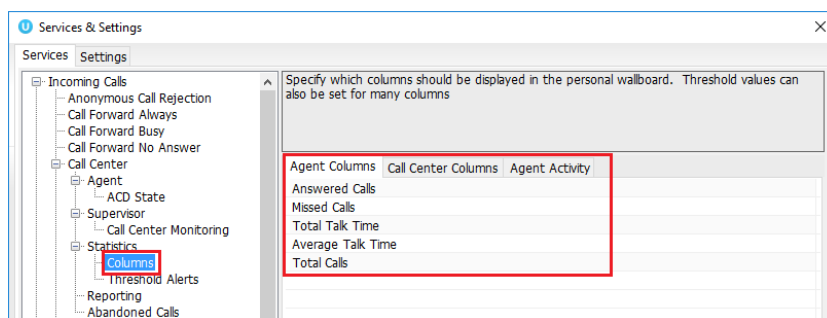 Services & Settings
Services Settings
Incoming Calls
Anonymous Call Rejection
Call Forward Always
Call Forward Busy
Call Forward No Answer
Call Center
Agent
ACD State
Supervisor
Call Center Monitoring
Statistics
Columns
Threshold Alerts
Reporting
Abandoned Calls
Specify which columns should be displayed in the personal wallboard. Threshold values can
also be set for many columns
Agent Columns Call Center Columns Agent Activity
Answered Calls
Missed Calls
Total Talk Time
Average Talk Time
Total Calls